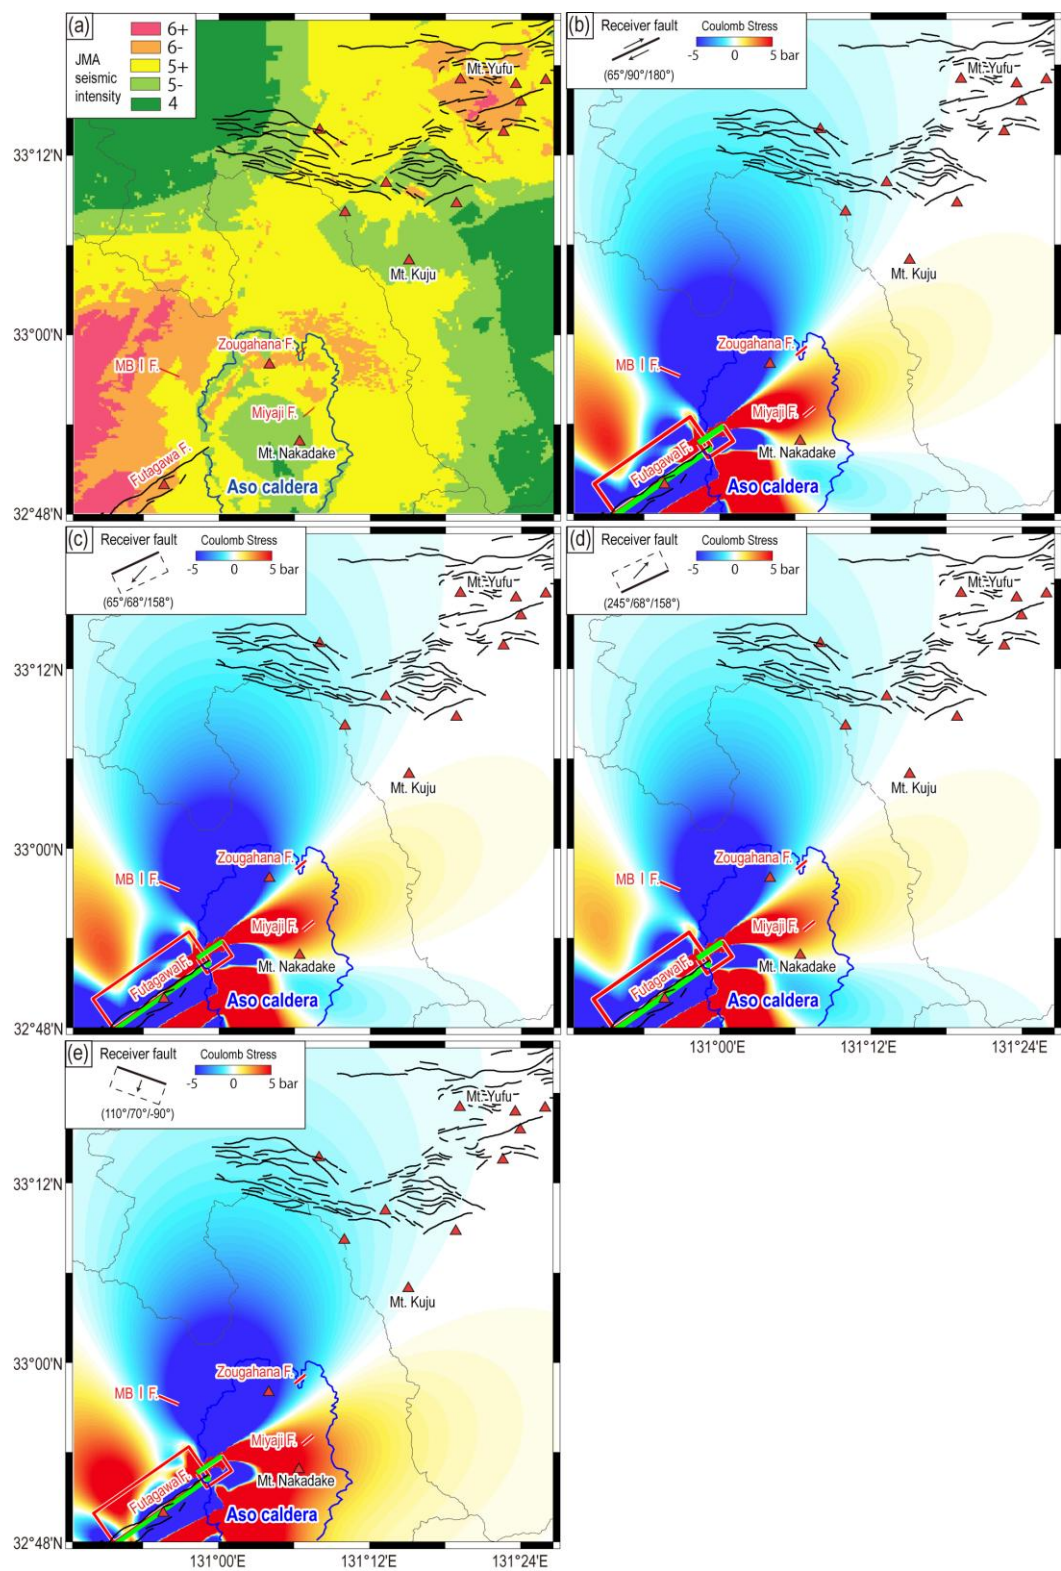 (a)
JMA
seismic
intensity
6+
6-
5+
5-
4
Mt. Yufu
33°12'N
Mt. Kuju
33°00'N
Zougahana F.
MB I F.
Miyaji F.
Mt. Nakadake
Futagawa F.
Aso caldera
32°48'N
(b)
Receiver fault
(65°/90°/180°)
Coulomb Stress
-5 0 5 bar
Mt. Yufu
Mt. Kuju
Zougahana F.
MB I F.
Miyaji F.
Mt. Nakadake
Futagawa F.
Aso caldera
(c)
Receiver fault
(65°/68°/158°)
Coulomb Stress
-5 0 5 bar
Mt. Yufu
33°12'N
Mt. Kuju
33°00'N
Zougahana F.
MB I F.
Miyaji F.
Mt. Nakadake
Futagawa F.
Aso caldera
32°48'N
(d)
Receiver fault
(245°/68°/158°)
Coulomb Stress
-5 0 5 bar
Mt. Yufu
Mt. Kuju
Zougahana F.
MB I F.
Miyaji F.
Mt. Nakadake
Futagawa F.
Aso caldera
131°00'E 131°12'E 131°24'E
(e)
Receiver fault
(110°/70°/-90°)
Coulomb Stress
-5 0 5 bar
Mt. Yufu
33°12'N
Mt. Kuju
33°00'N
Zougahana F.
MB I F.
Miyaji F.
Mt. Nakadake
Futagawa F.
Aso caldera
32°48'N
131°00'E 131°12'E 131°24'E